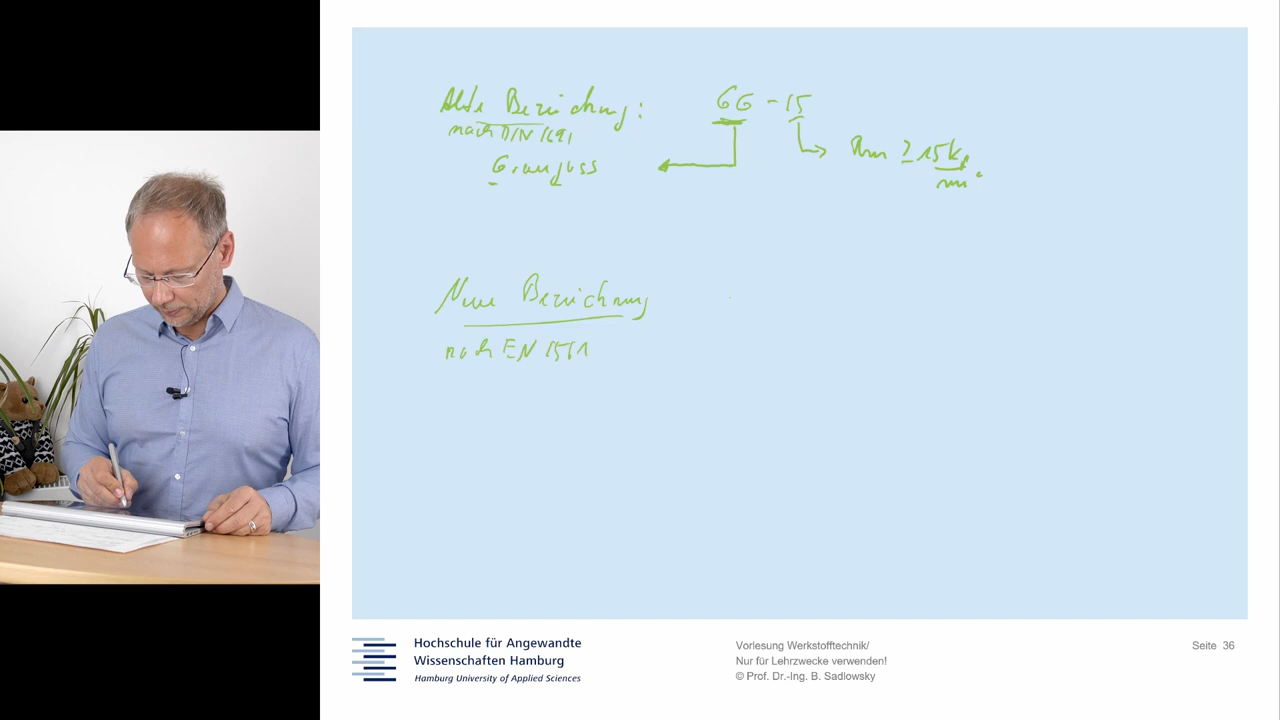 Alte Bezeichnung: GG - 15
nach DIN 1691
Grauguss
Rm ≥ 15 kp
mm²
Neue Bezeichnung
nach EN 1561
Hochschule für Angewandte
Wissenschaften Hamburg
Hamburg University of Applied Sciences
Vorlesung Werkstofftechnik/
Nur für Lehrzwecke verwenden!
© Prof. Dr.-Ing. B. Sadlowsky
Seite 36